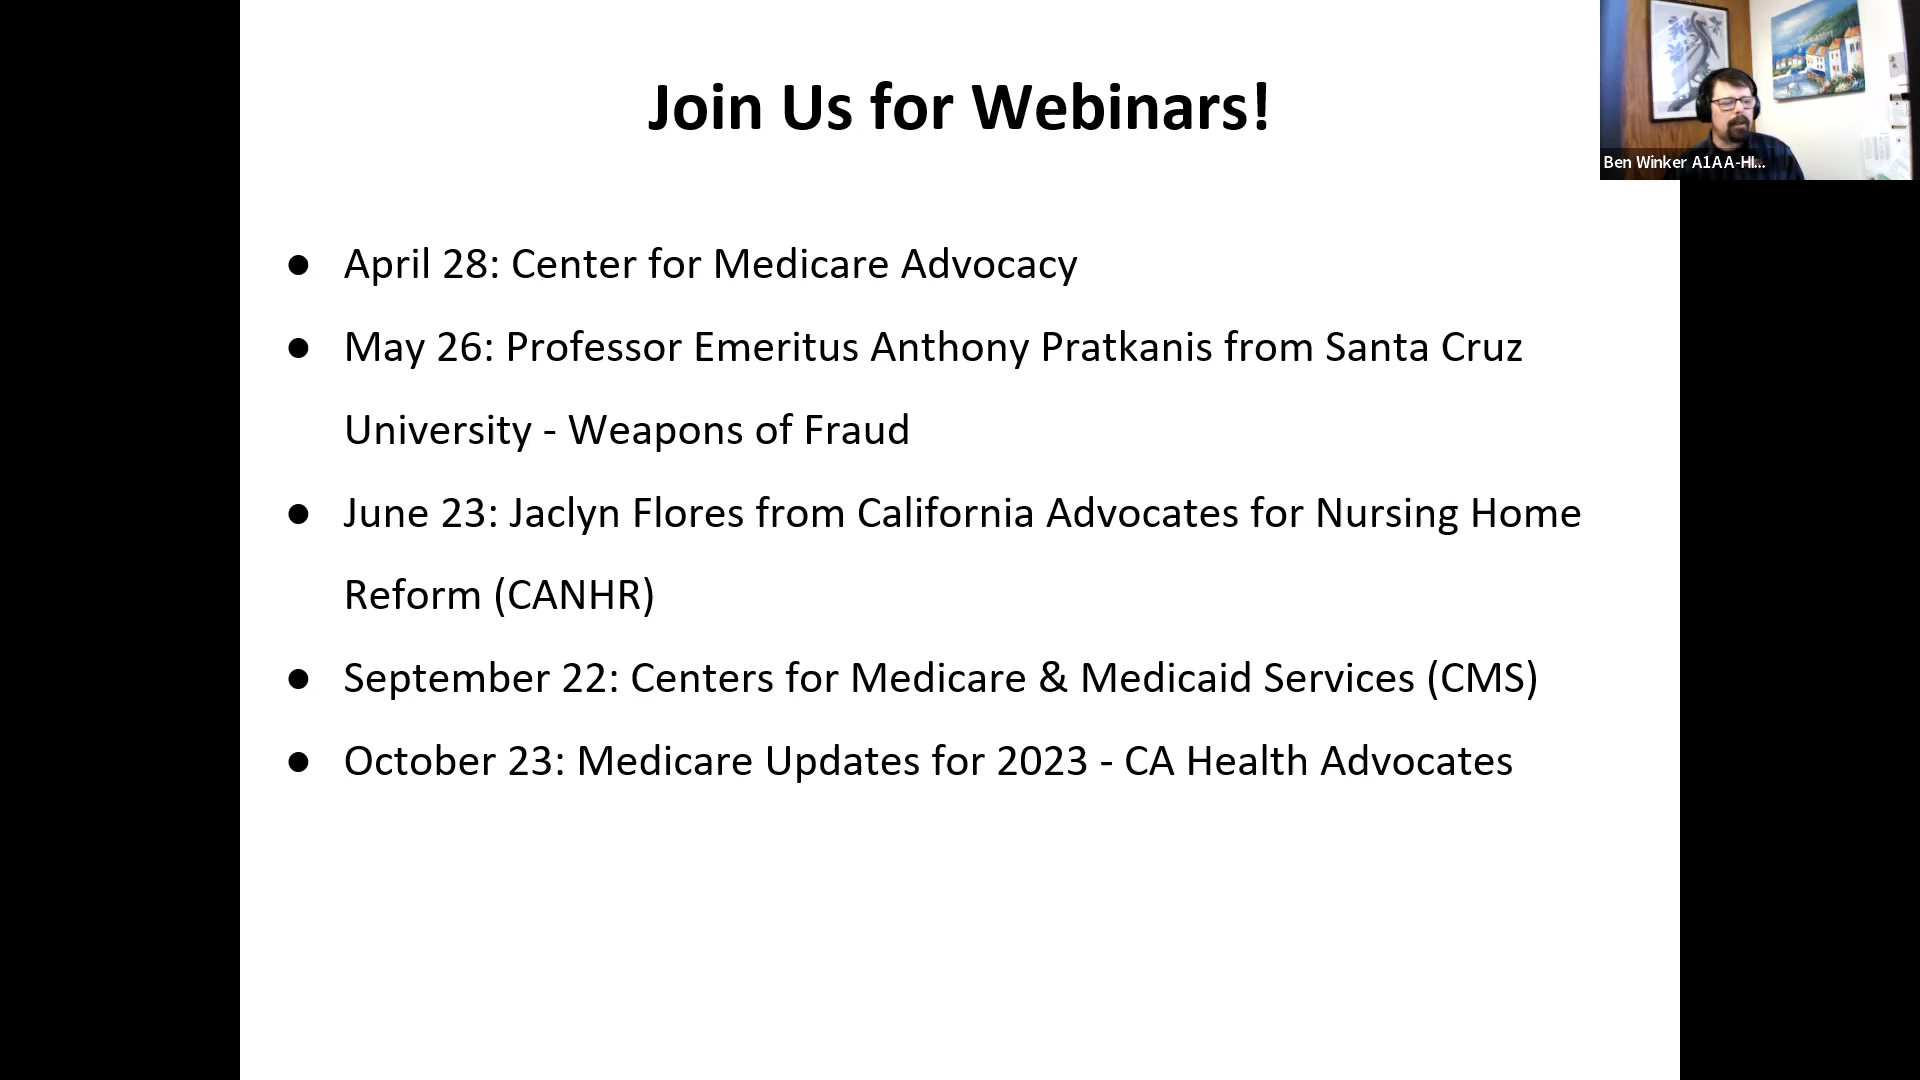 Join Us for Webinars!
Ben Winker A1AA-HI...
● April 28: Center for Medicare Advocacy
● May 26: Professor Emeritus Anthony Pratkanis from Santa Cruz
University - Weapons of Fraud
● June 23: Jaclyn Flores from California Advocates for Nursing Home
Reform (CANHR)
● September 22: Centers for Medicare & Medicaid Services (CMS)
● October 23: Medicare Updates for 2023 - CA Health Advocates